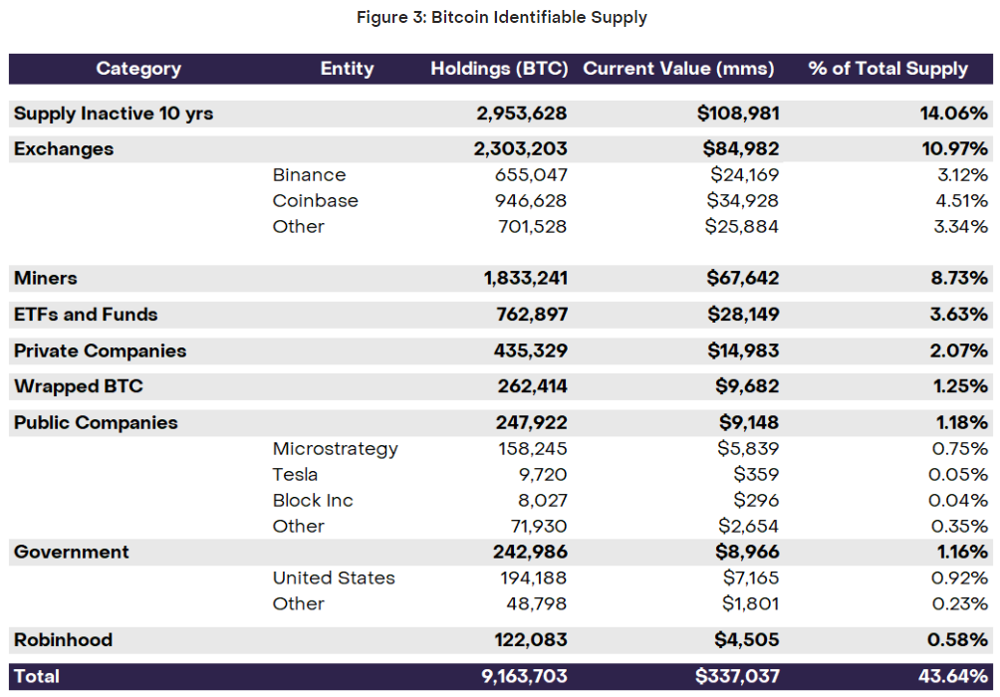 Figure 3: Bitcoin Identifiable Supply
Category Entity Holdings (BTC) Current Value (mms) % of Total Supply
Supply Inactive 10 yrs 2,953,628 $108,981 14.06%
Exchanges 2,303,203 $84,982 10.97%
Binance 655,047 $24,169 3.12%
Coinbase 946,628 $34,928 4.51%
Other 701,528 $25,884 3.34%
Miners 1,833,241 $67,642 8.73%
ETFs and Funds 762,897 $28,149 3.63%
Private Companies 435,329 $14,983 2.07%
Wrapped BTC 262,414 $9,682 1.25%
Public Companies 247,922 $9,148 1.18%
Microstrategy 158,245 $5,839 0.75%
Tesla 9,720 $359 0.05%
Block Inc 8,027 $296 0.04%
Other 71,930 $2,654 0.35%
Government 242,986 $8,966 1.16%
United States 194,188 $7,165 0.92%
Other 48,798 $1,801 0.23%
Robinhood 122,083 $4,505 0.58%
Total 9,163,703 $337,037 43.64%